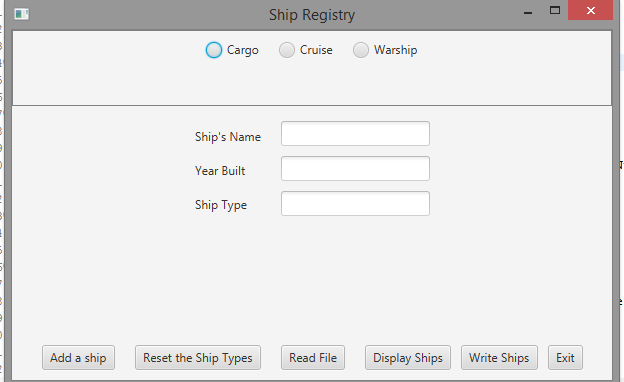 Ship Registry
Cargo Cruise Warship
Ship's Name
Year Built
Ship Type
Add a ship Reset the Ship Types Read File Display Ships Write Ships Exit